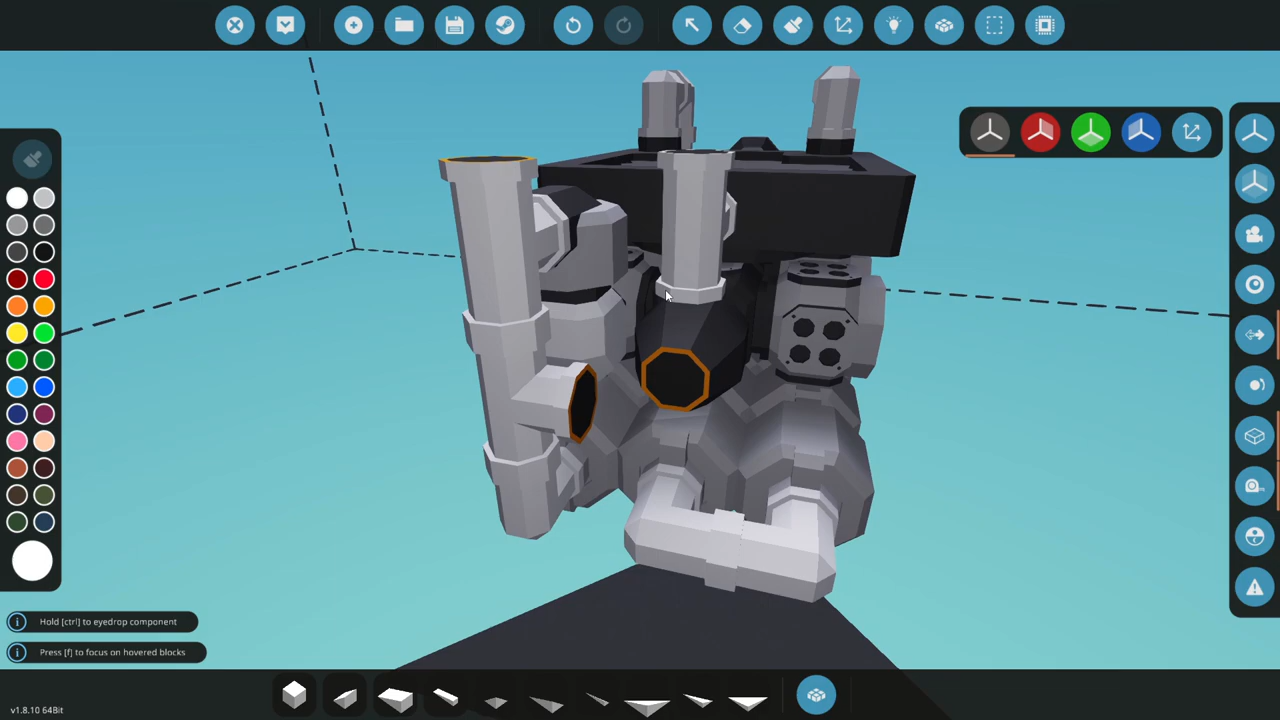 Hold [ctrl] to eyedrop component
Press [f] to focus on hovered blocks
v1.8.10 64Bit